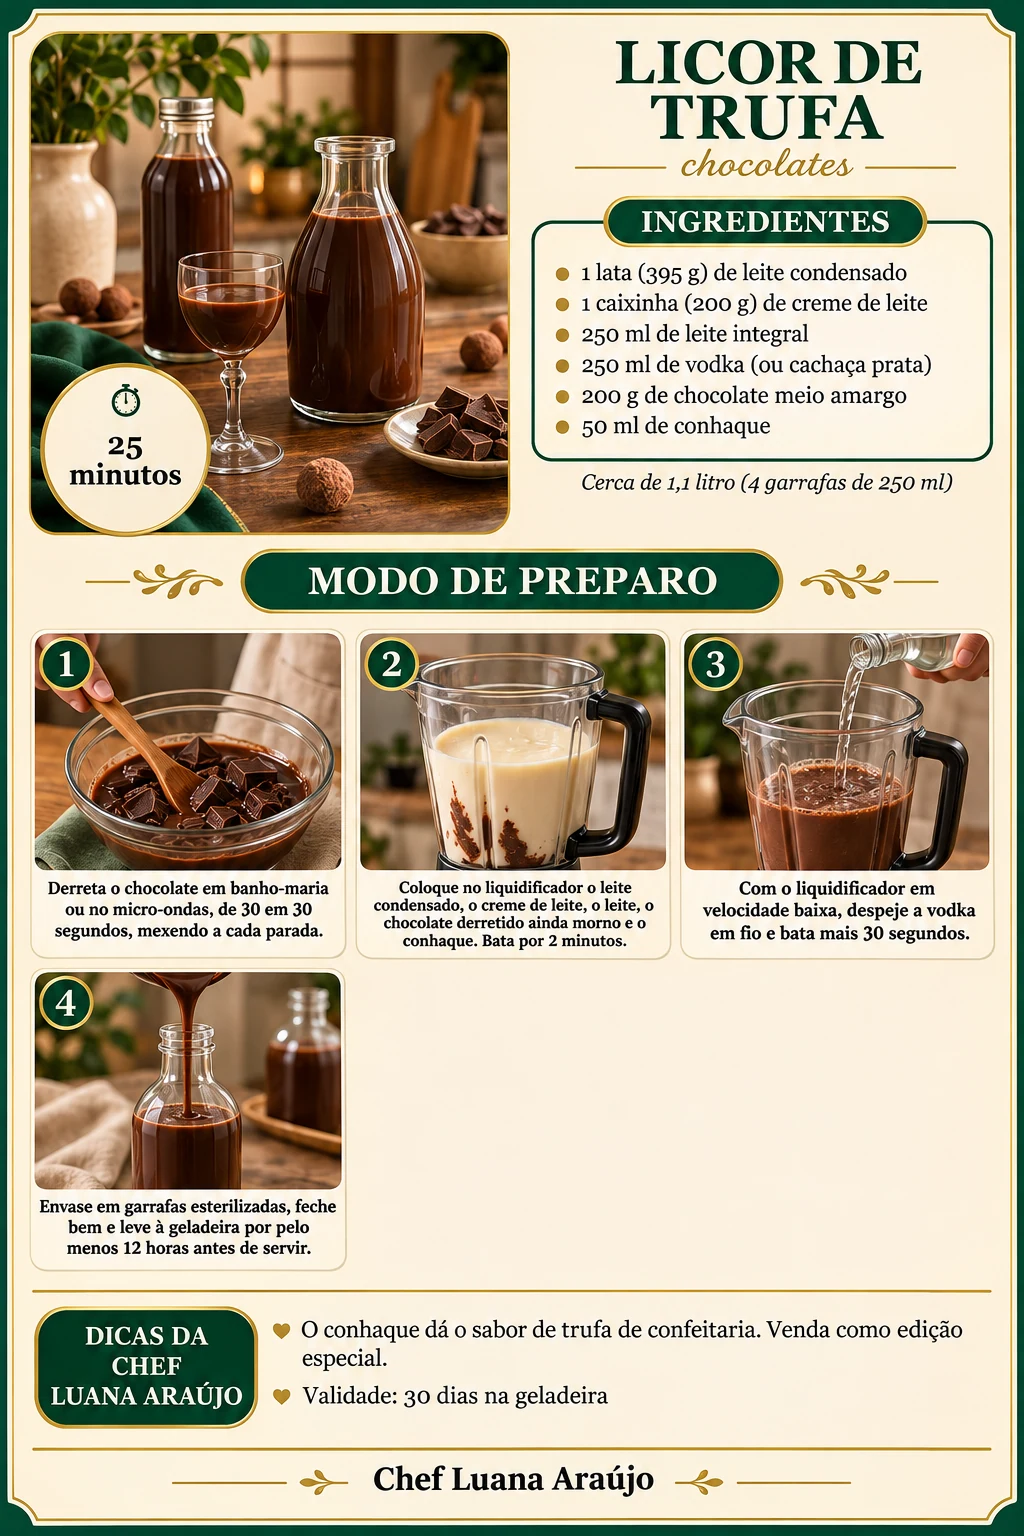 LICOR DE
TRUFA
chocolates
INGREDIENTES
1 lata (395 g) de leite condensado
1 caixinha (200 g) de creme de leite
250 ml de leite integral
250 ml de vodka (ou cachaça prata)
200 g de chocolate meio amargo
50 ml de conhaque
Cerca de 1,1 litro (4 garrafas de 250 ml)
25
minutos
MODO DE PREPARO
1
Derreta o chocolate em banho-maria
ou no micro-ondas, de 30 em 30
segundos, mexendo a cada parada.
2
Coloque no liquidificador o leite
condensado, o creme de leite, o leite, o
chocolate derretido ainda morno e o
conhaque. Bata por 2 minutos.
3
Com o liquidificador em
velocidade baixa, despeje a vodka
em fio e bata mais 30 segundos.
4
Envase em garrafas esterilizadas, feche
bem e leve à geladeira por pelo
menos 12 horas antes de servir.
DICAS DA
CHEF
LUANA ARAÚJO
O conhaque dá o sabor de trufa de confeitaria. Venda como edição
especial.
Validade: 30 dias na geladeira
Chef Luana Araújo